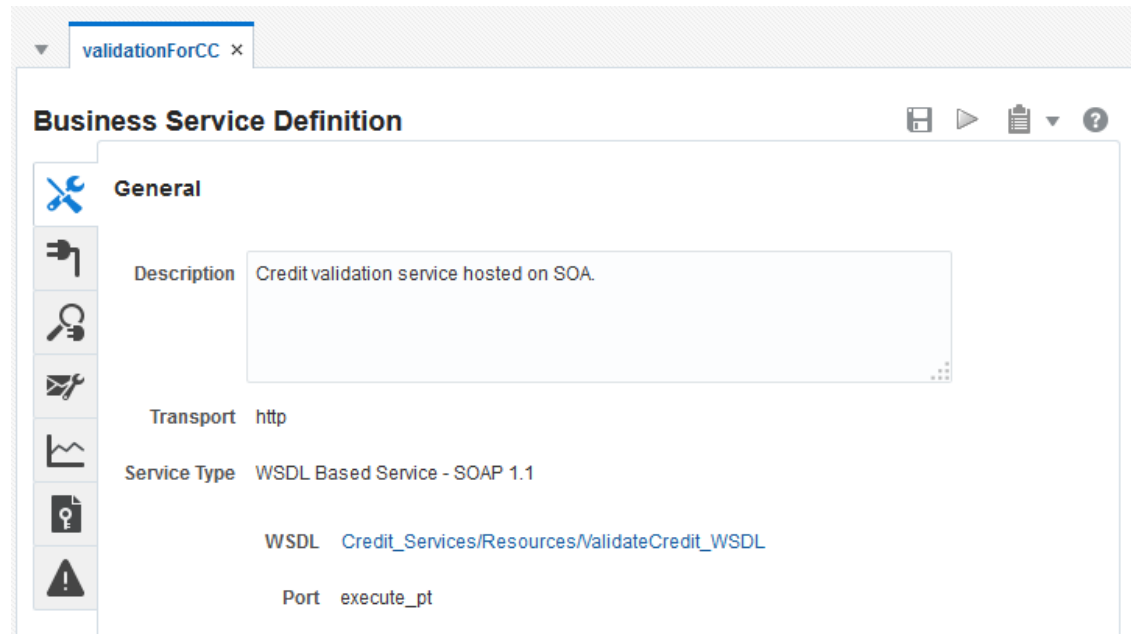 validationForCC ×
Business Service Definition
General
Description Credit validation service hosted on SOA.
Transport http
Service Type WSDL Based Service - SOAP 1.1
WSDL Credit_Services/Resources/ValidateCredit_WSDL
Port execute_pt